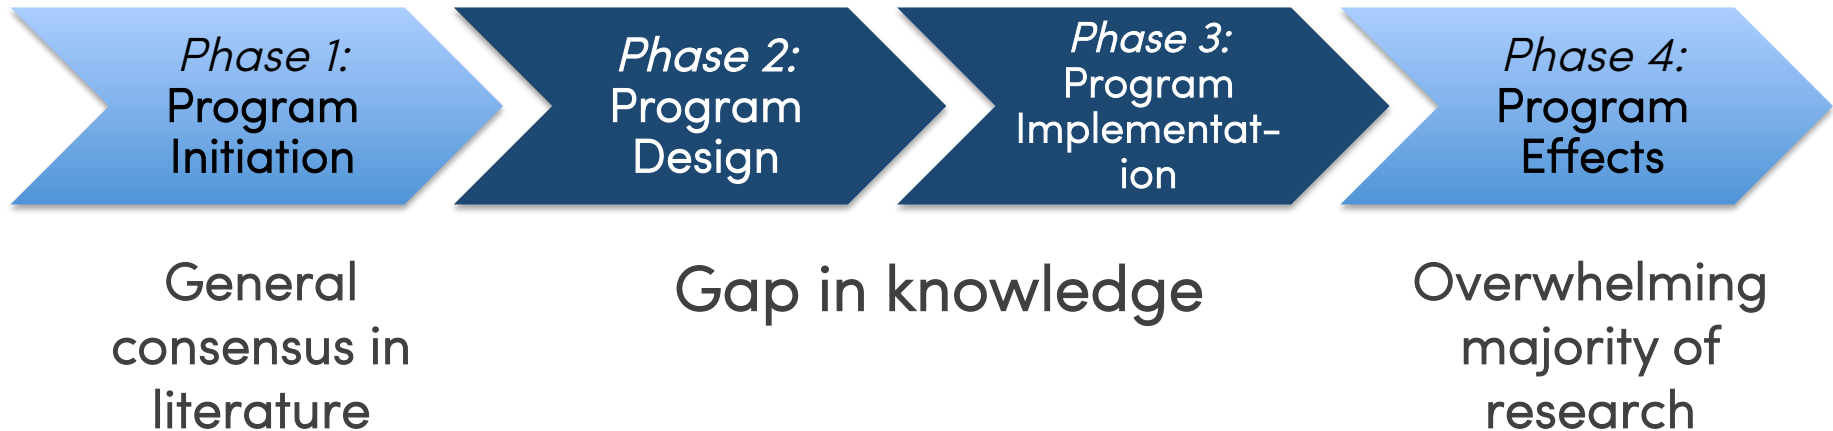 Phase 1:
Program
Initiation
Phase 2:
Program
Design
Phase 3:
Program
Implementat-
ion
Phase 4:
Program
Effects
General
consensus in
literature
Gap in knowledge
Overwhelming
majority of
research